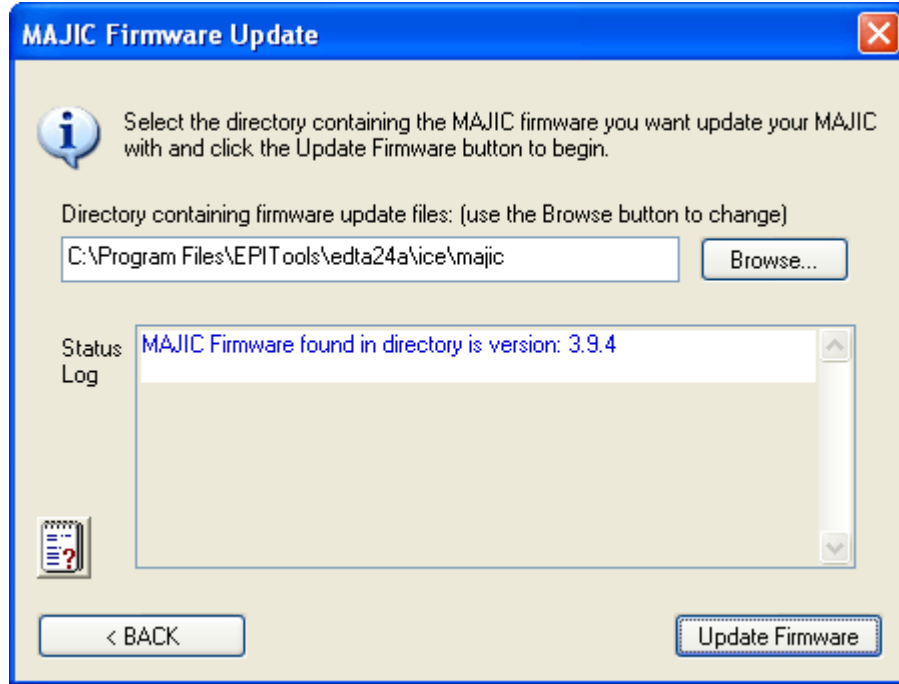 MAJIC Firmware Update
Select the directory containing the MAJIC firmware you want update your MAJIC
with and click the Update Firmware button to begin.
Directory containing firmware update files: (use the Browse button to change)
C:\Program Files\EPITools\edta24a\ice\majic
Browse...
Status
Log
MAJIC Firmware found in directory is version: 3.9.4
< BACK
Update Firmware